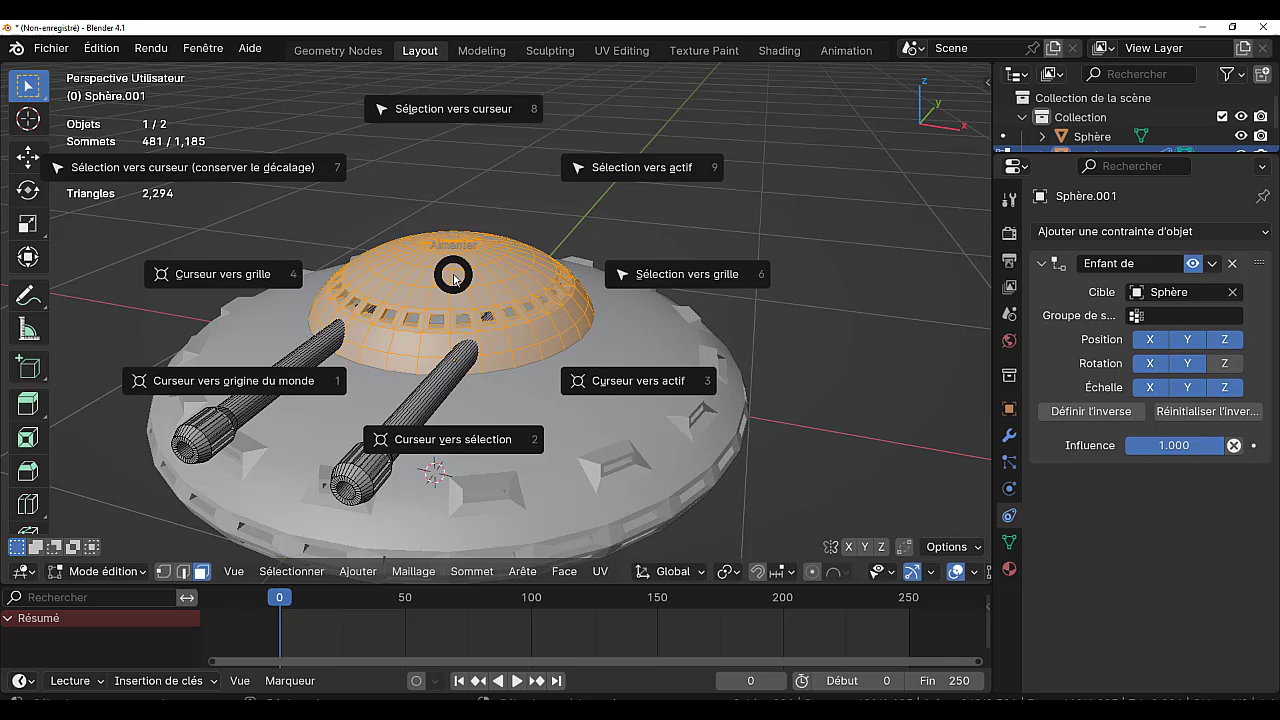 * (Non-enregistré) - Blender 4.1
Fichier Édition Rendu Fenêtre Aide Geometry Nodes Layout Modeling Sculpting UV Editing Texture Paint Shading Animation Scene View Layer
Perspective Utilisateur
(0) Sphère.001
Objets 1 / 2
Sommets 481 / 1,185
Triangles 2,294
z
y
x
Sélection vers curseur 8
Sélection vers curseur (conserver le décalage) 7
Sélection vers actif 9
Aimanter
Curseur vers grille 4
Sélection vers grille 6
Curseur vers origine du monde 1
Curseur vers actif 3
Curseur vers sélection 2
X Y Z Options
Mode édition Vue Sélectionner Ajouter Maillage Sommet Arête Face UV Global
Rechercher
Collection de la scène
Collection
Sphère
Rechercher
Sphère.001
Ajouter une contrainte d'objet
Enfant de
Cible Sphère
Groupe de s...
Position X Y Z
Rotation X Y Z
Échelle X Y Z
Définir l'inverse Réinitialiser l'inver...
Influence 1.000
Rechercher 0 50 100 150 200 250
Résumé
Lecture Insertion de clés Vue Marqueur 0 Début 0 Fin 250